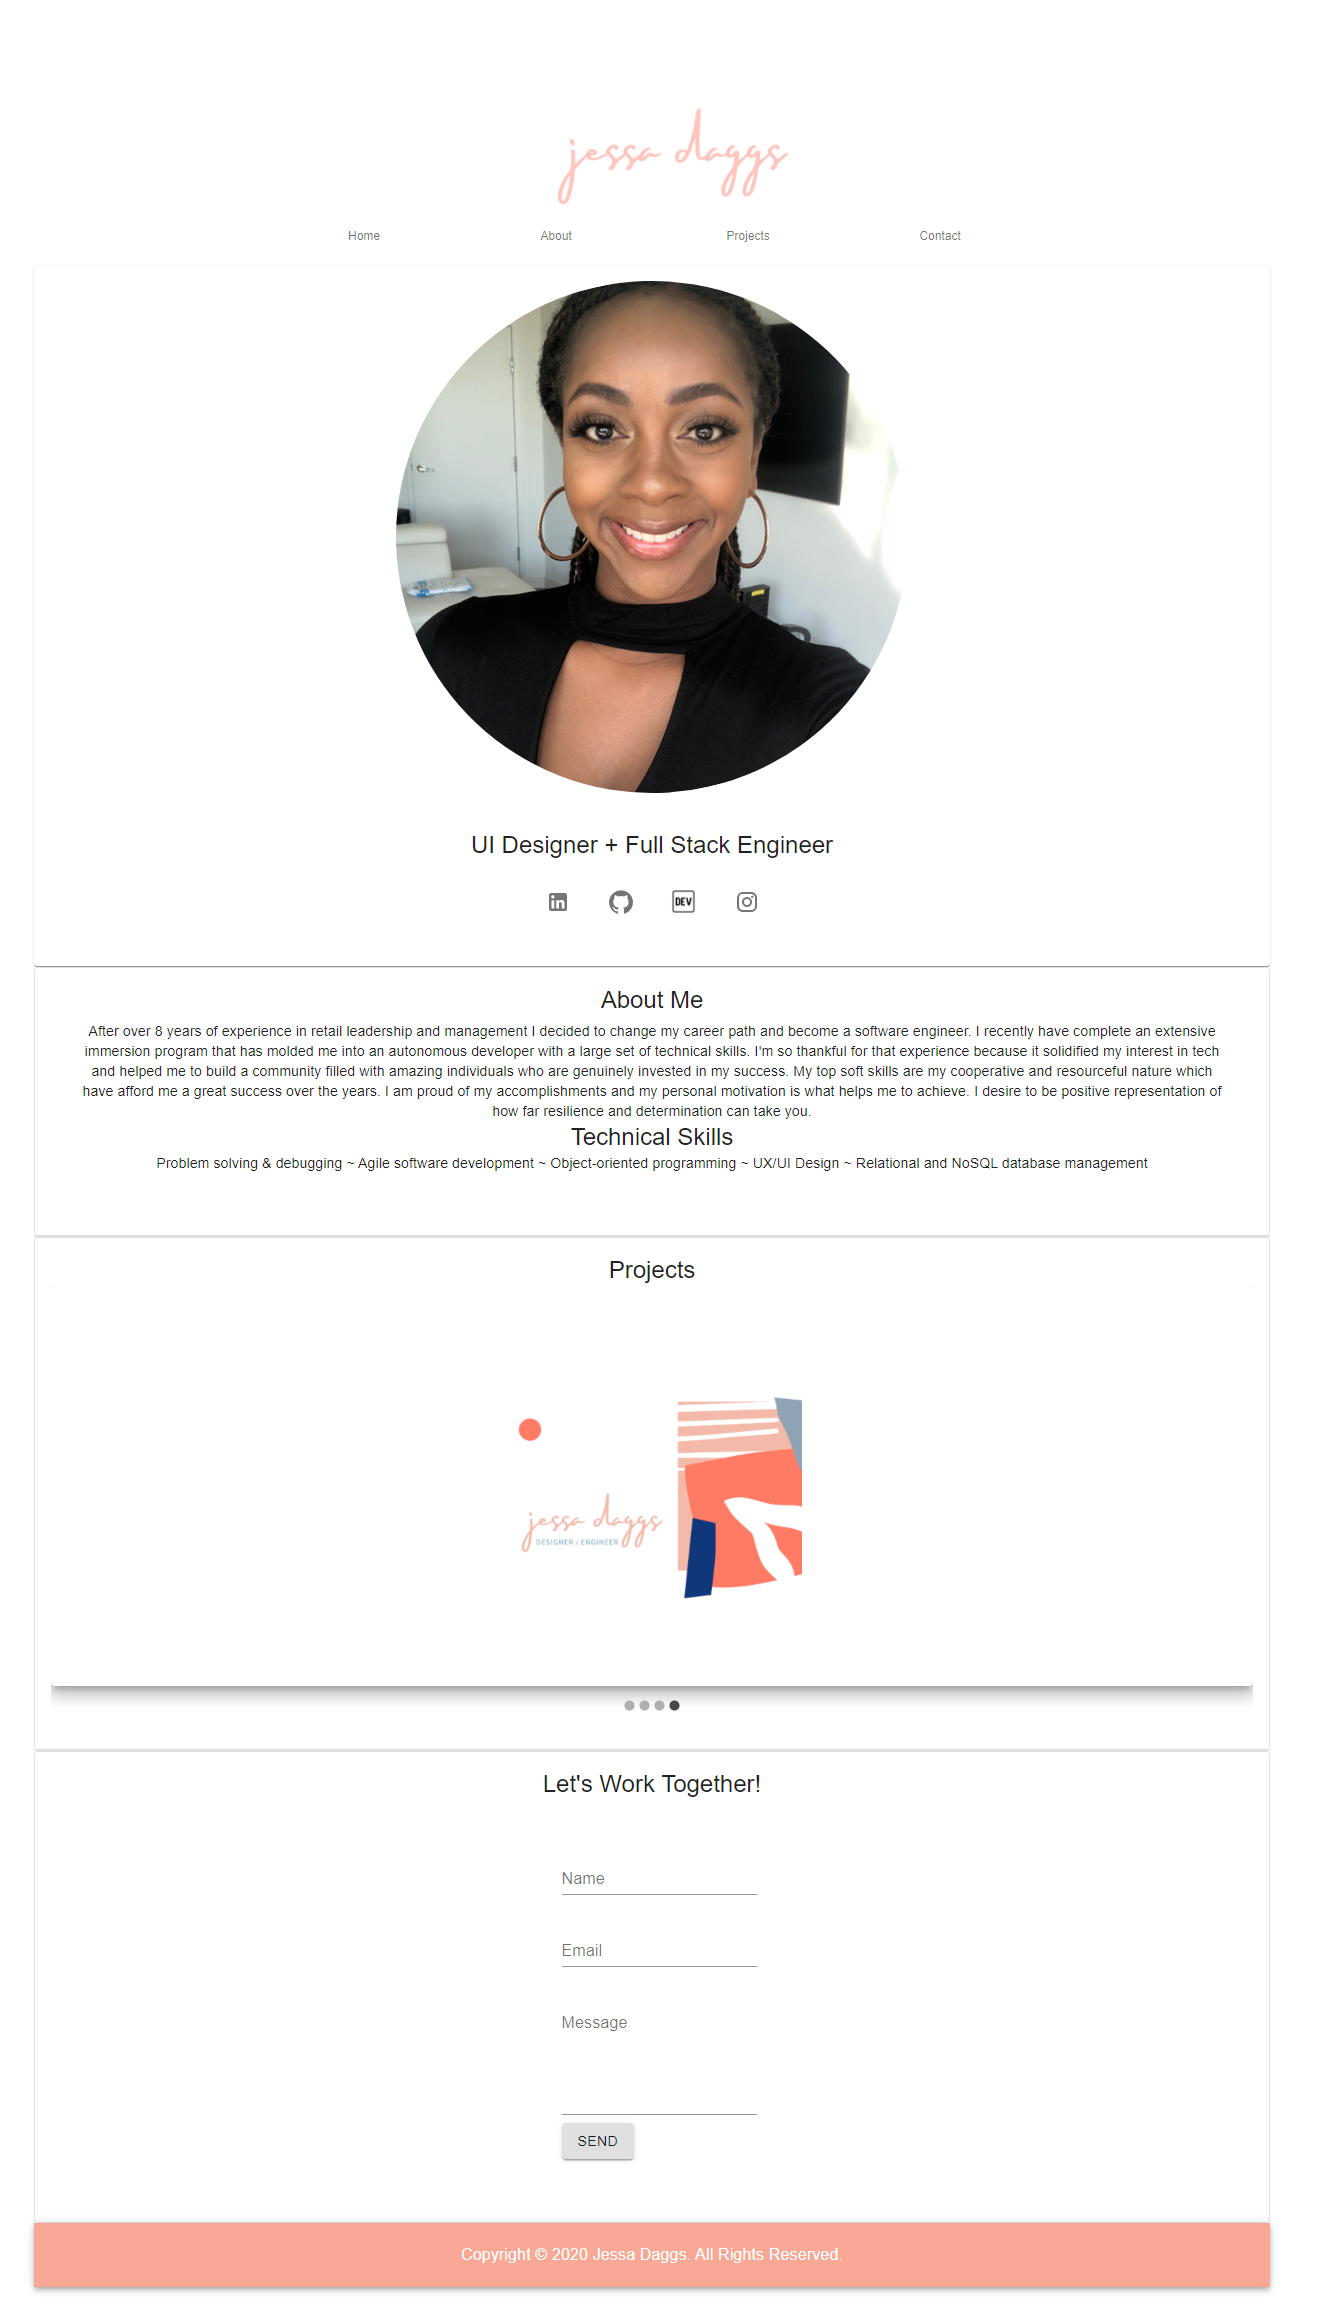 jessa daggs
Home About Projects Contact
UI Designer + Full Stack Engineer
in DEV
About Me
After over 8 years of experience in retail leadership and management I decided to change my career path and become a software engineer. I recently have complete an extensive
immersion program that has molded me into an autonomous developer with a large set of technical skills. I'm so thankful for that experience because it solidified my interest in tech
and helped me to build a community filled with amazing individuals who are genuinely invested in my success. My top soft skills are my cooperative and resourceful nature which
have afford me a great success over the years. I am proud of my accomplishments and my personal motivation is what helps me to achieve. I desire to be positive representation of
how far resilience and determination can take you.
Technical Skills
Problem solving & debugging ~ Agile software development ~ Object-oriented programming ~ UX/UI Design ~ Relational and NoSQL database management
Projects
jessa daggs
DESIGNER / ENGINEER
Let's Work Together!
Name
Email
Message
SEND
Copyright © 2020 Jessa Daggs. All Rights Reserved.